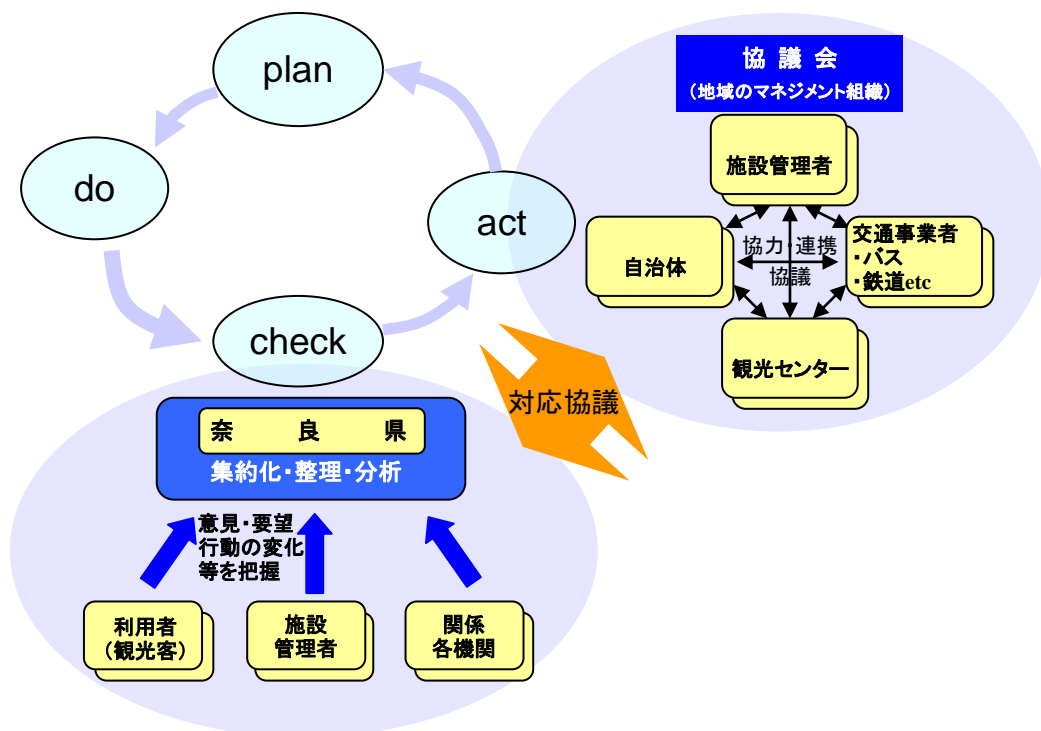 plan
do
act
check
協 議 会
（地域のマネジメント組織）
施設管理者
自治体
協力・連携
協議
交通事業者
・バス
・鉄道etc
観光センター
対応協議
奈 良 県
集約化・整理・分析
意見・要望
行動の変化
等を把握
利用者
（観光客）
施設
管理者
関係
各機関